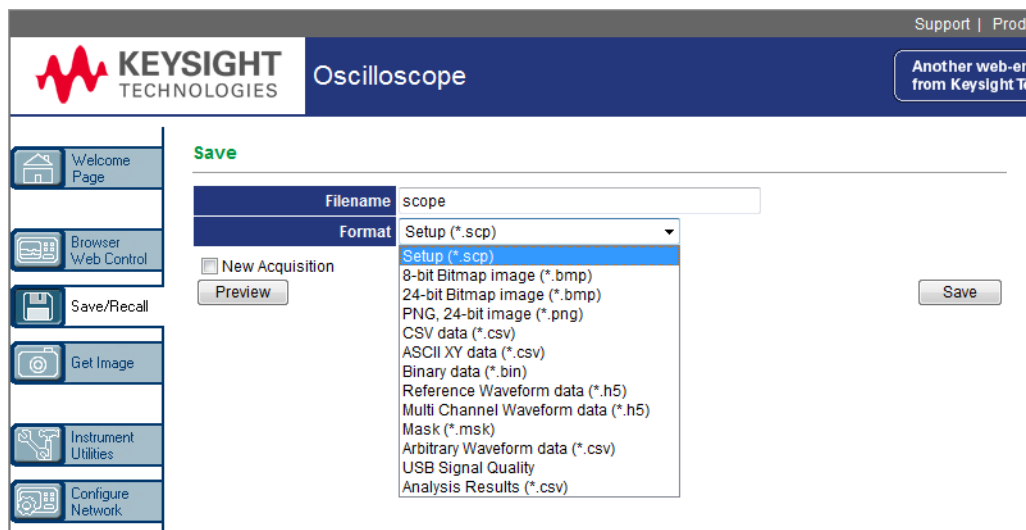 Support | Prod
KEYSIGHT
TECHNOLOGIES
Oscilloscope
Another web-en
from Keysight Te
Welcome
Page
Browser
Web Control
Save/Recall
Get Image
Instrument
Utilities
Configure
Network
Save
Filename scope
Format Setup (*.scp)
Setup (*.scp)
8-bit Bitmap image (*.bmp)
24-bit Bitmap image (*.bmp)
PNG, 24-bit image (*.png)
CSV data (*.csv)
ASCII XY data (*.csv)
Binary data (*.bin)
Reference Waveform data (*.h5)
Multi Channel Waveform data (*.h5)
Mask (*.msk)
Arbitrary Waveform data (*.csv)
USB Signal Quality
Analysis Results (*.csv)
New Acquisition
Preview
Save